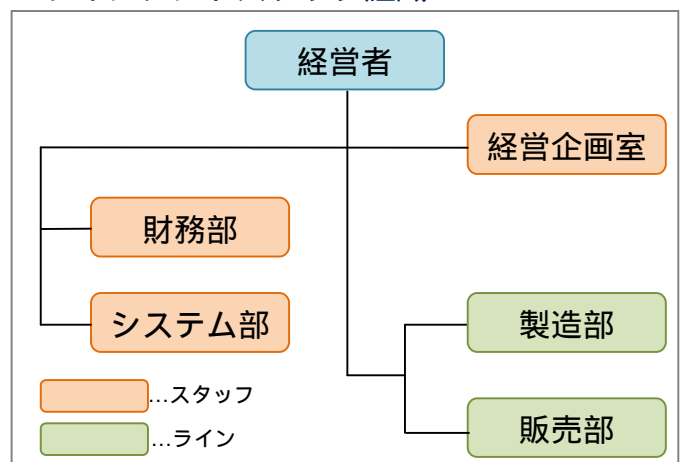 経営者
経営企画室
財務部
システム部
製造部
販売部
…スタッフ
…ライン